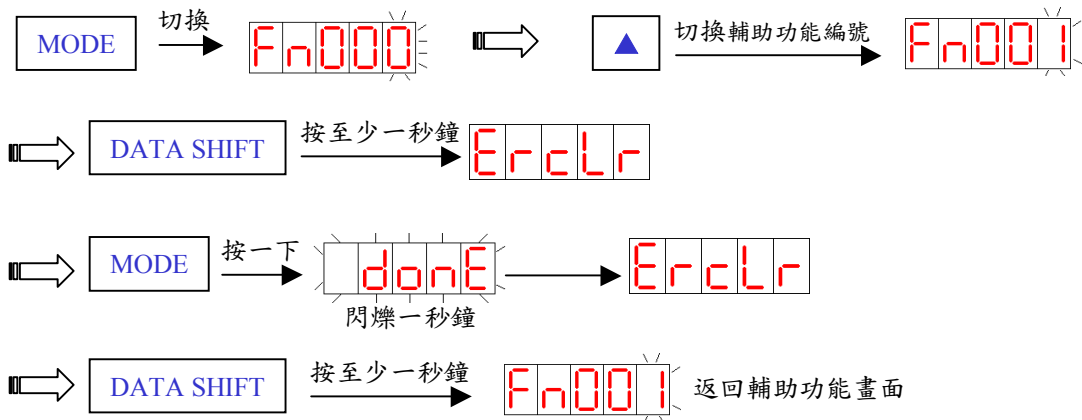 MODE 切換 Fn000 ▲ 切換輔助功能編號 Fn001
DATA SHIFT 按至少一秒鐘 ErcLr
MODE 按一下 donE ErcLr
閃爍一秒鐘
DATA SHIFT 按至少一秒鐘 Fn001 返回輔助功能畫面